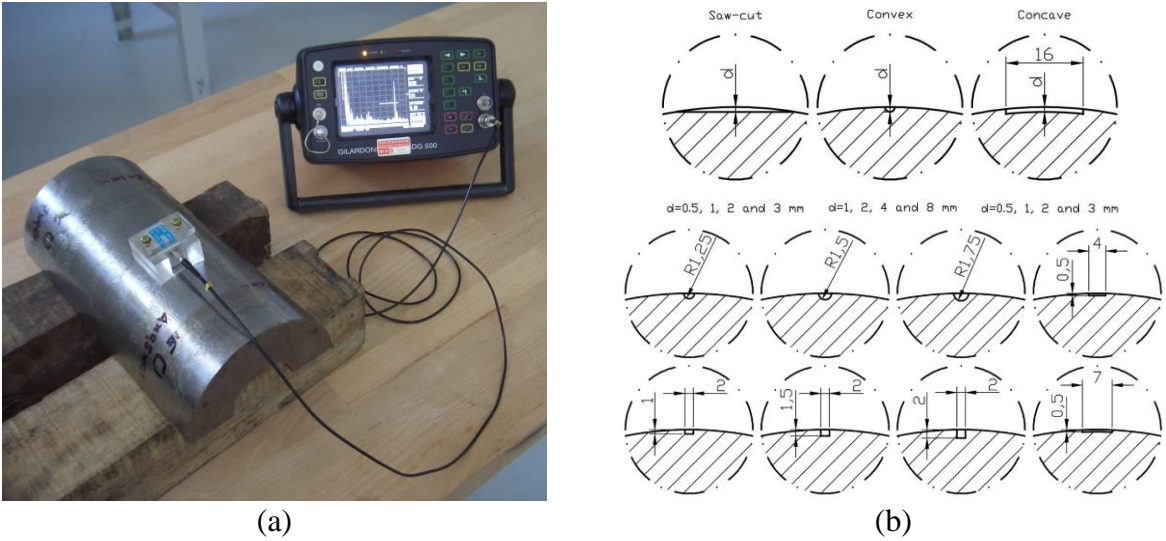 GILARDONI DG 500
Saw-cut Convex Concave
d d 16 d
d=0.5, 1, 2 and 3 mm d=1, 2, 4 and 8 mm d=0.5, 1, 2 and 3 mm
R1,25 R1,5 R1,75 0,5 4
1 2 1,5 2 2 2 0,5 7
(a) (b)